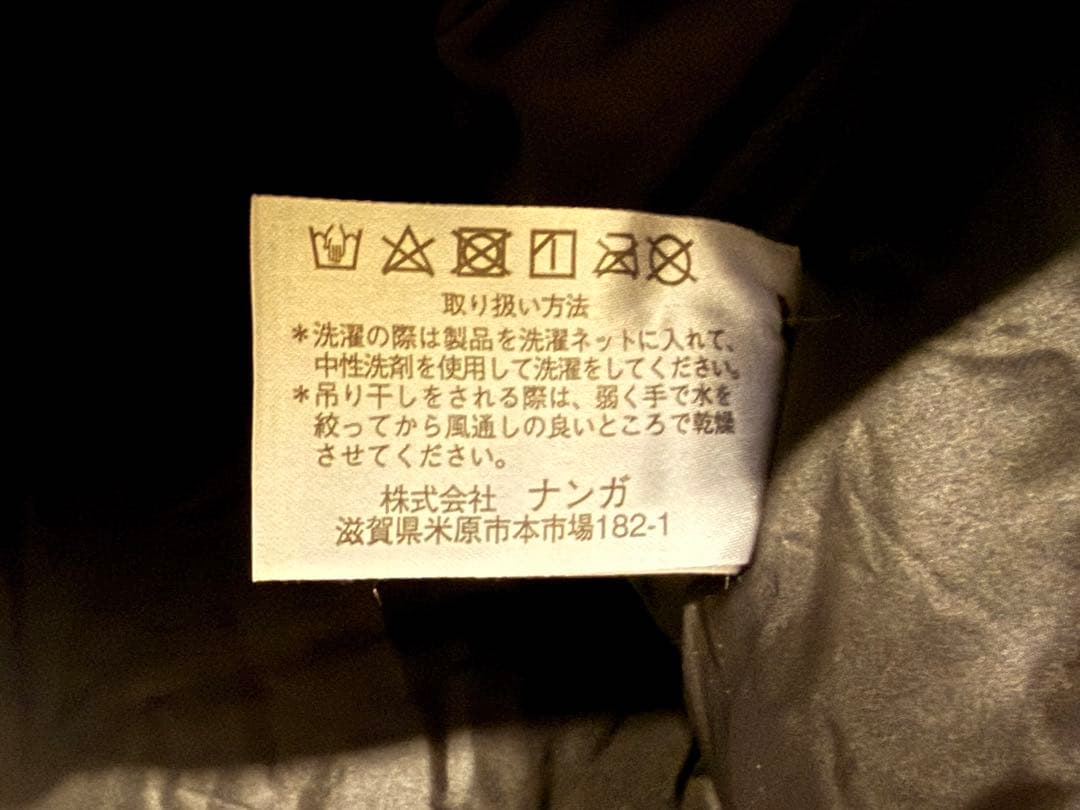 取り扱い方法
＊洗濯の際は製品を洗濯ネットに入れて、
中性洗剤を使用して洗濯をしてください。
＊吊り干しをされる際は、弱く手で水を
絞ってから風通しの良いところで乾燥
させてください。
株式会社 ナンガ
滋賀県米原市本市場182-1